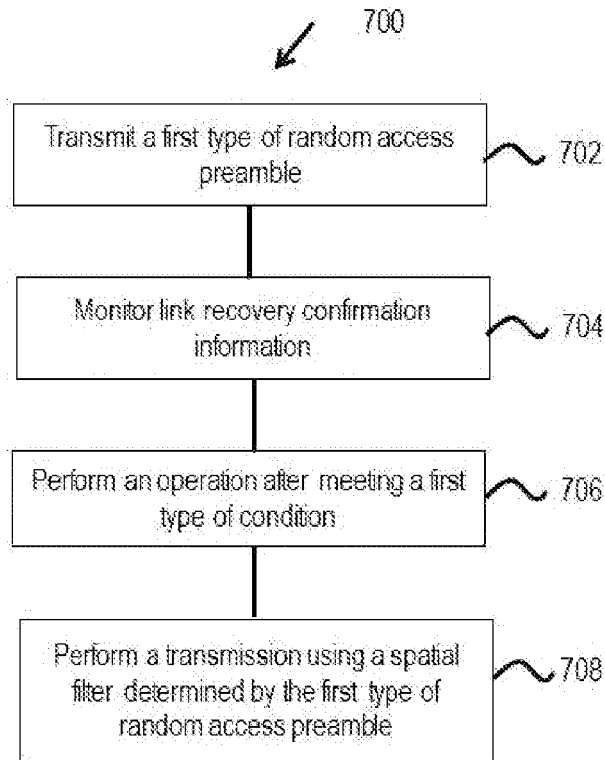 700
Transmit a first type of random access
preamble
702
Monitor link recovery confirmation
information
704
Perform an operation after meeting a first
type of condition
706
Perform a transmission using a spatial
filter determined by the first type of
random access preamble
708